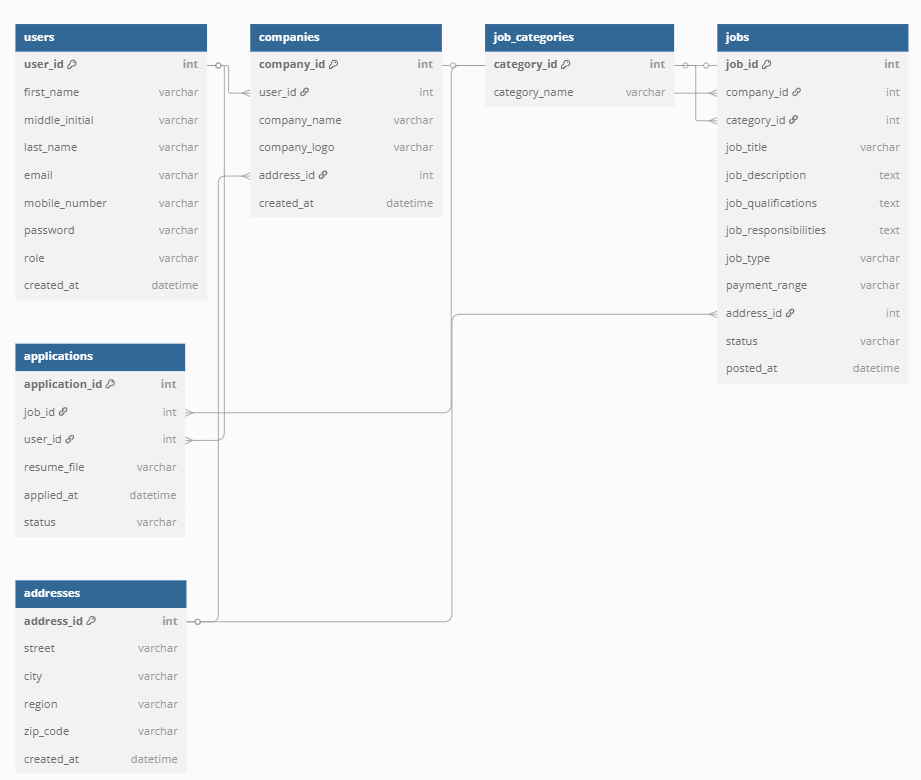 users
user_id int
first_name varchar
middle_initial varchar
last_name varchar
email varchar
mobile_number varchar
password varchar
role varchar
created_at datetime
companies
company_id int
user_id int
company_name varchar
company_logo varchar
address_id int
created_at datetime
job_categories
category_id int
category_name varchar
jobs
job_id int
company_id int
category_id int
job_title varchar
job_description text
job_qualifications text
job_responsibilities text
job_type varchar
payment_range varchar
address_id int
status varchar
posted_at datetime
applications
application_id int
job_id int
user_id int
resume_file varchar
applied_at datetime
status varchar
addresses
address_id int
street varchar
city varchar
region varchar
zip_code varchar
created_at datetime